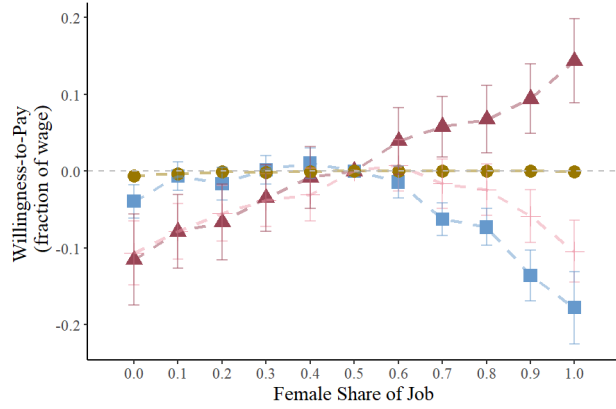 0.2
0.1
0.0
-0.1
-0.2
Willingness-to-Pay
(fraction of wage)
0.0 0.1 0.2 0.3 0.4 0.5 0.6 0.7 0.8 0.9 1.0
Female Share of Job